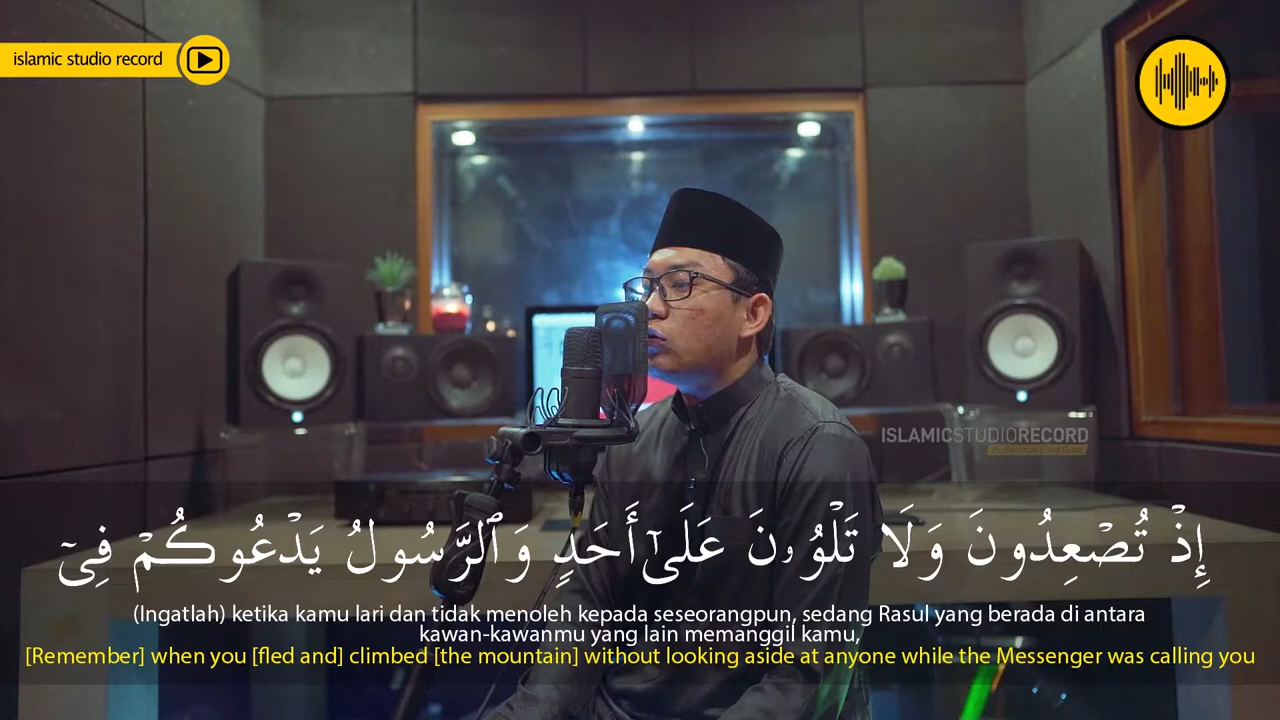 islamic studio record
ISLAMICSTUDIORECORD
إِذْ تُصْعِدُونَ وَلَا تَلْوُۥنَ عَلَىٰٓ أَحَدٍ وَٱلرَّسُولُ يَدْعُوكُمْ فِىٓ
(Ingatlah) ketika kamu lari dan tidak menoleh kepada seseorangpun, sedang Rasul yang berada di antara
kawan-kawanmu yang lain memanggil kamu,
[Remember] when you [fled and] climbed [the mountain] without looking aside at anyone while the Messenger was calling you